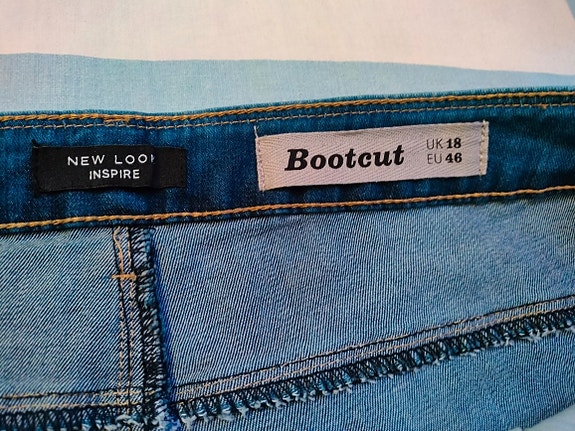 NEW LOOK
INSPIRE
Bootcut
UK 18
EU 46